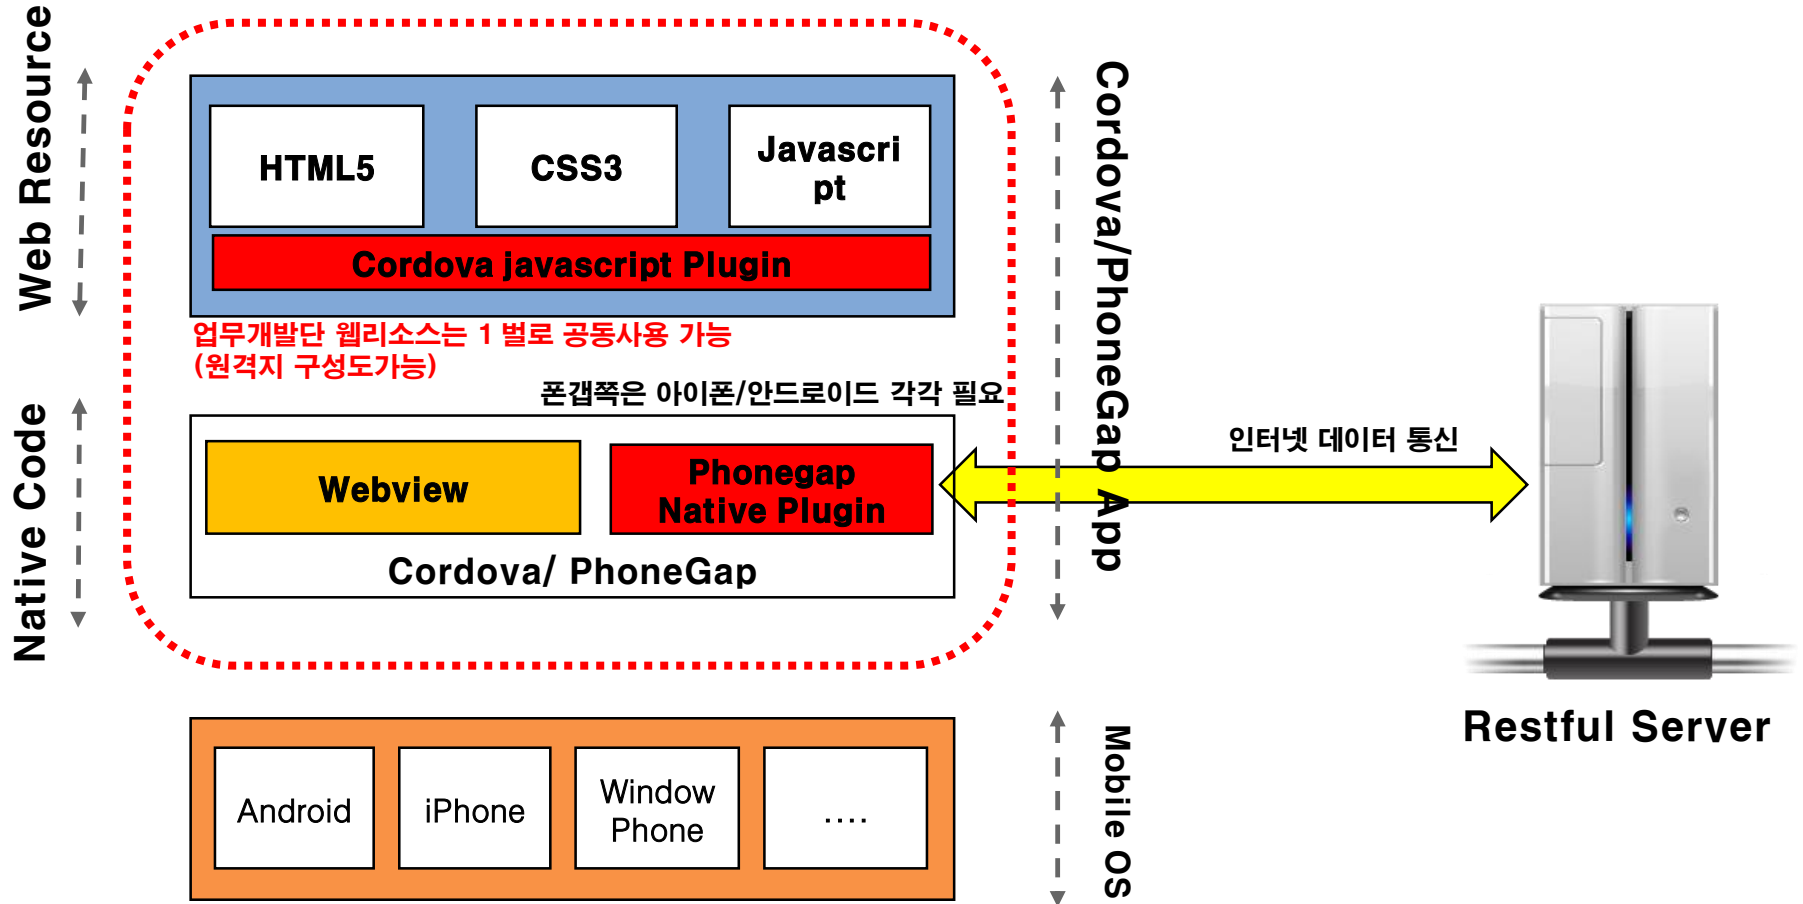 Web Resource
HTML5
CSS3
Javascri
pt
Cordova javascript Plugin
업무개발단 웹리소스는 1 벌로 공동사용 가능
(원격지 구성도가능)
폰갭쪽은 아이폰/안드로이드 각각 필요
Native Code
Webview
Phonegap
Native Plugin
Cordova/ PhoneGap
Cordova/PhoneGap App
인터넷 데이터 통신
Restful Server
Android
iPhone
Window
Phone
....
Mobile OS